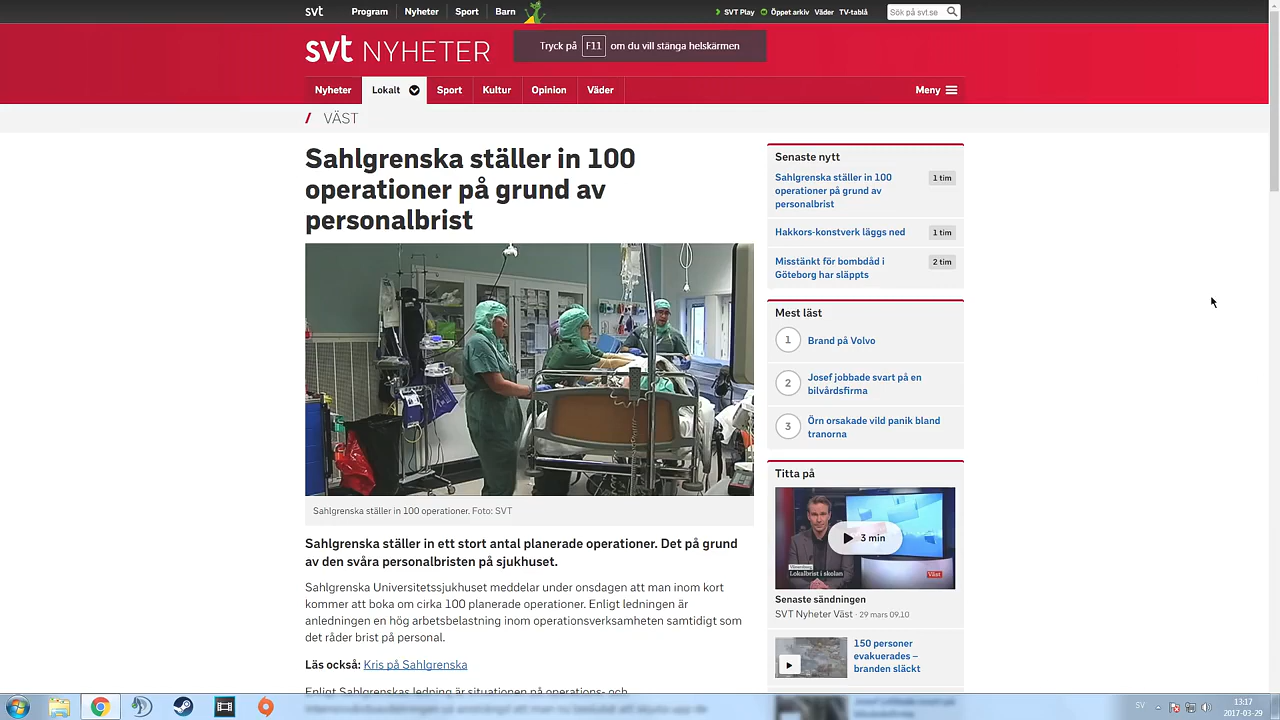 svt Program Nyheter Sport Barn SVT Play Öppet arkiv Väder TV-tablå Sök på svt.se
svt NYHETER
Tryck på F11 om du vill stänga helskärmen
Nyheter Lokalt Sport Kultur Opinion Väder Meny
/ VÄST
Sahlgrenska ställer in 100
operationer på grund av
personalbrist
Sahlgrenska ställer in 100 operationer. Foto: SVT
Sahlgrenska ställer in ett stort antal planerade operationer. Det på grund
av den svåra personalbristen på sjukhuset.
Sahlgrenska Universitetssjukhuset meddelar under onsdagen att man inom kort
kommer att boka om cirka 100 planerade operationer. Enligt ledningen är
anledningen en hög arbetsbelastning inom operationsverksamheten samtidigt som
det råder brist på personal.
Läs också: Kris på Sahlgrenska
Enligt Sahlgrenskas ledning är situationen på operations- och
Senaste nytt
Sahlgrenska ställer in 100 1 tim
operationer på grund av
personalbrist
Hakkors-konstverk läggs ned 1 tim
Misstänkt för bombdåd i 2 tim
Göteborg har släppts
Mest läst
1 Brand på Volvo
2 Josef jobbade svart på en
bilvårdsfirma
3 Örn orsakade vild panik bland
tranorna
Titta på
3 min
Lokalbrist i skolan
Väst
Senaste sändningen
SVT Nyheter Väst · 29 mars 09.10
150 personer
evakuerades –
branden släckt
SV 13:17
2017-03-29